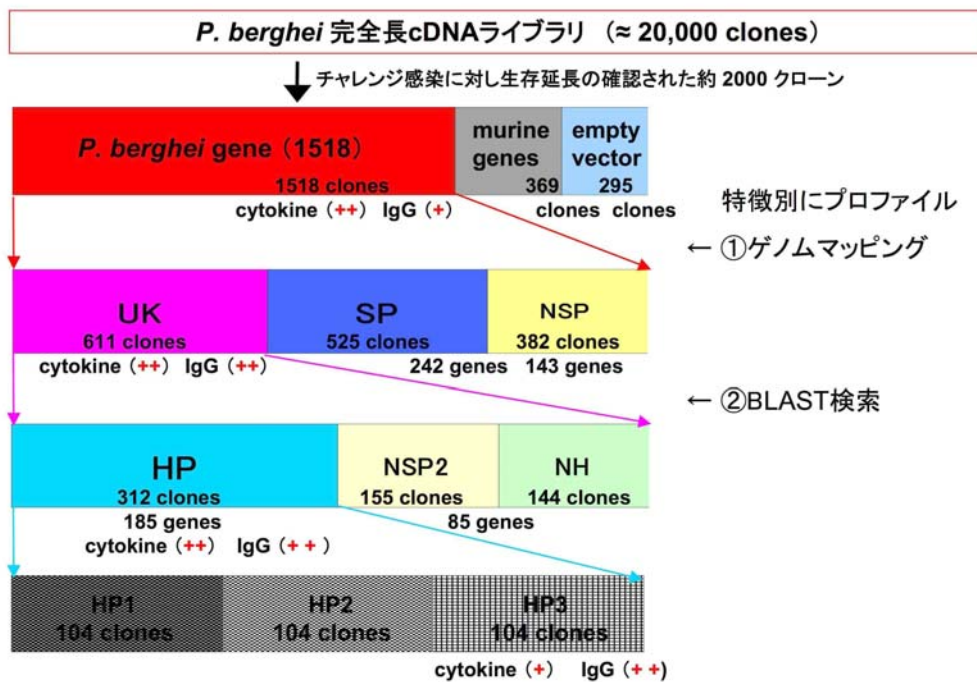 P. berghei 完全長cDNAライブラリ (≈ 20,000 clones)
チャレンジ感染に対し生存延長の確認された約 2000 クローン
P. berghei gene (1518)
1518 clones
murine
genes
369
clones
empty
vector
295
clones
cytokine (++) IgG (+)
特徴別にプロファイル
← ①ゲノムマッピング
UK
611 clones
SP
525 clones
NSP
382 clones
cytokine (++) IgG (++)
242 genes
143 genes
← ②BLAST検索
HP
312 clones
NSP2
155 clones
NH
144 clones
185 genes
85 genes
cytokine (++) IgG (++)
HP1
104 clones
HP2
104 clones
HP3
104 clones
cytokine (+) IgG (++)